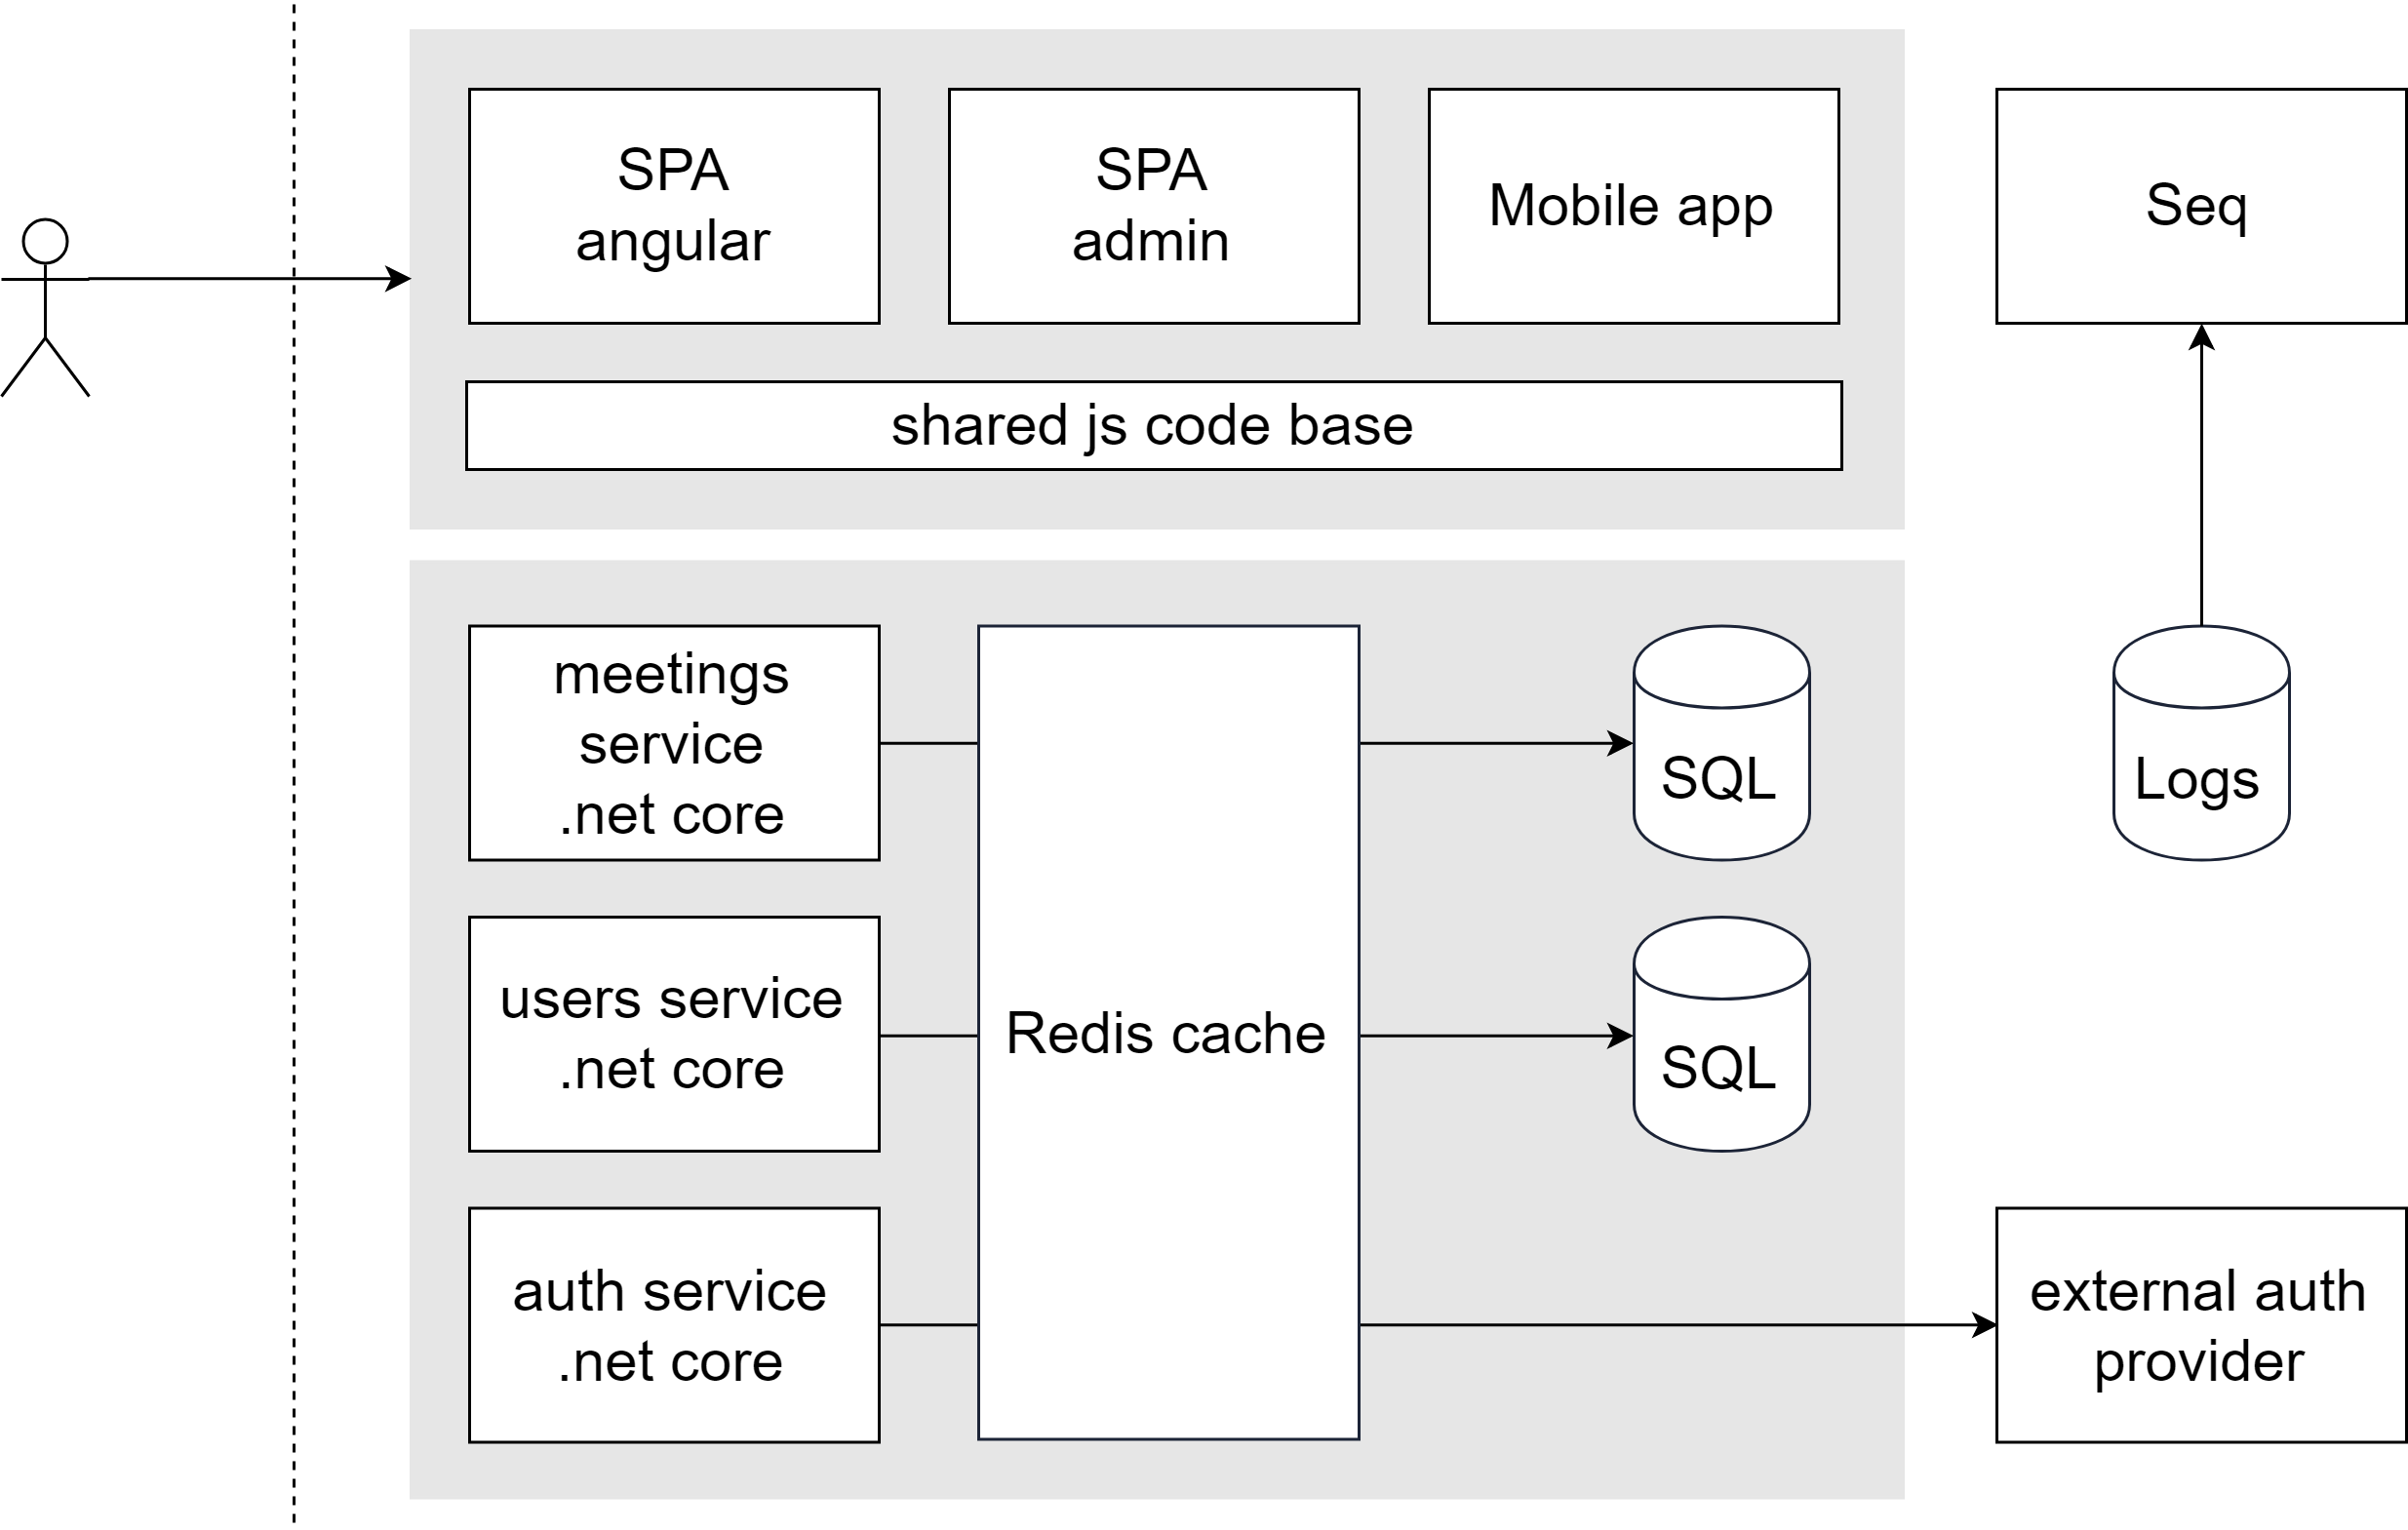 SPA
angular
SPA
admin
Mobile app
Seq
shared js code base
meetings
service
.net core
SQL
Logs
users service
.net core
Redis cache
SQL
auth service
.net core
external auth
provider